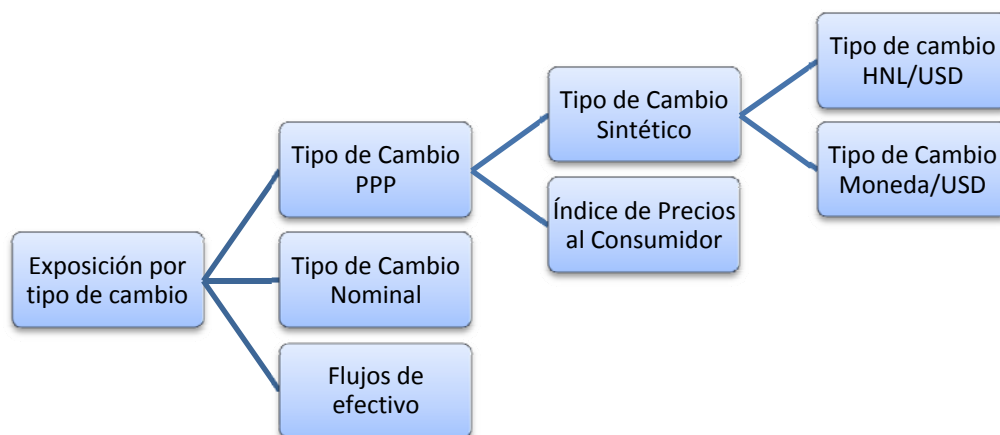 Exposición por
tipo de cambio
Tipo de Cambio
PPP
Tipo de Cambio
Nominal
Flujos de
efectivo
Tipo de Cambio
Sintético
Índice de Precios
al Consumidor
Tipo de cambio
HNL/USD
Tipo de Cambio
Moneda/USD